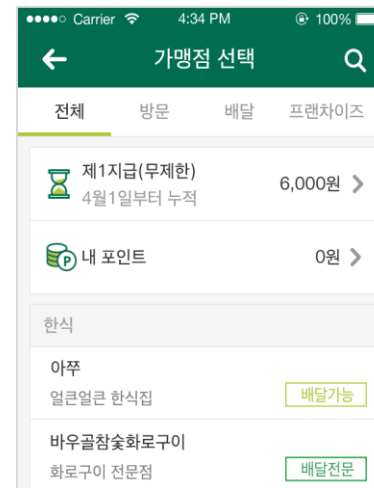 Carrier 4:34 PM 100%
가맹점 선택
전체 방문 배달 프랜차이즈
제1지급(무제한)
6,000원
4월1일부터 누적
P 내 포인트 0원
한식
아쭈
얼큰얼큰 한식집 배달가능
바우골참숯화로구이
화로구이 전문점 배달전문